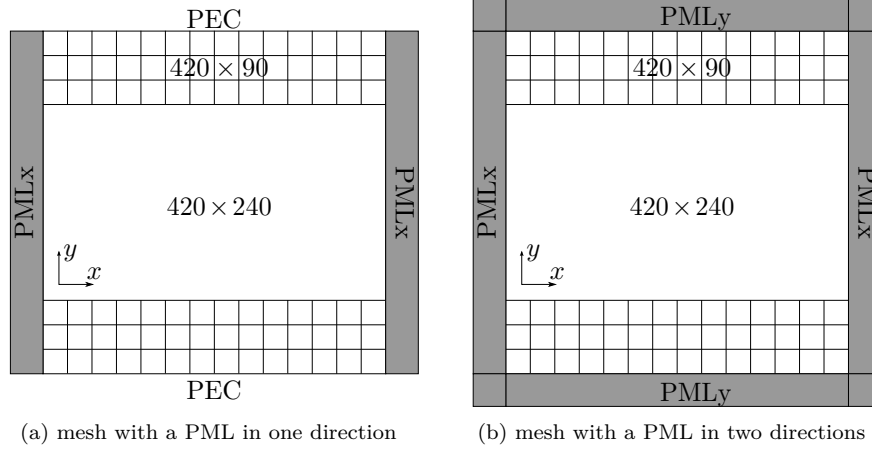 PEC
420 × 90
PMLx
PMLx
420 × 240
y
x
PEC
(a) mesh with a PML in one direction
PMLy
420 × 90
PMLx
PMLx
420 × 240
y
x
PMLy
(b) mesh with a PML in two directions